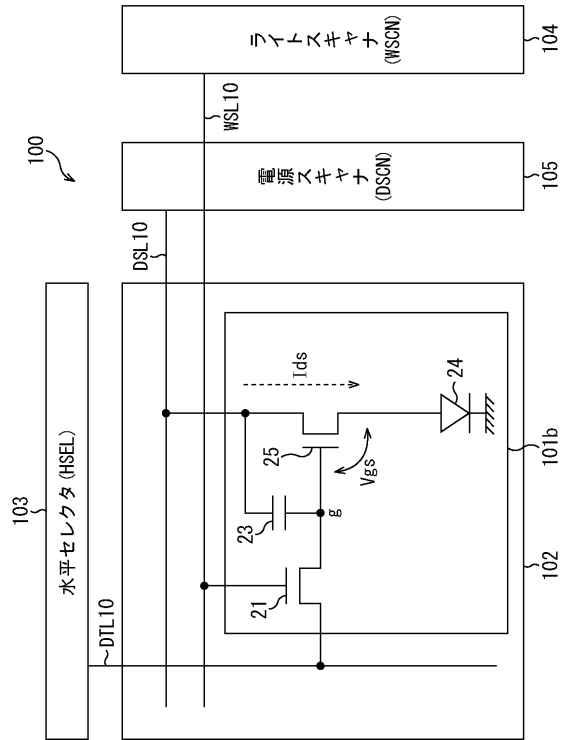 100
103
水平セレクタ(HSEL)
DTL10
DSL10
WSL10
ライトスキャナ
(WSCN)
104
電源スキャナ
(DSCN)
105
21
23
g
25
Ids
Vgs
24
101b
102